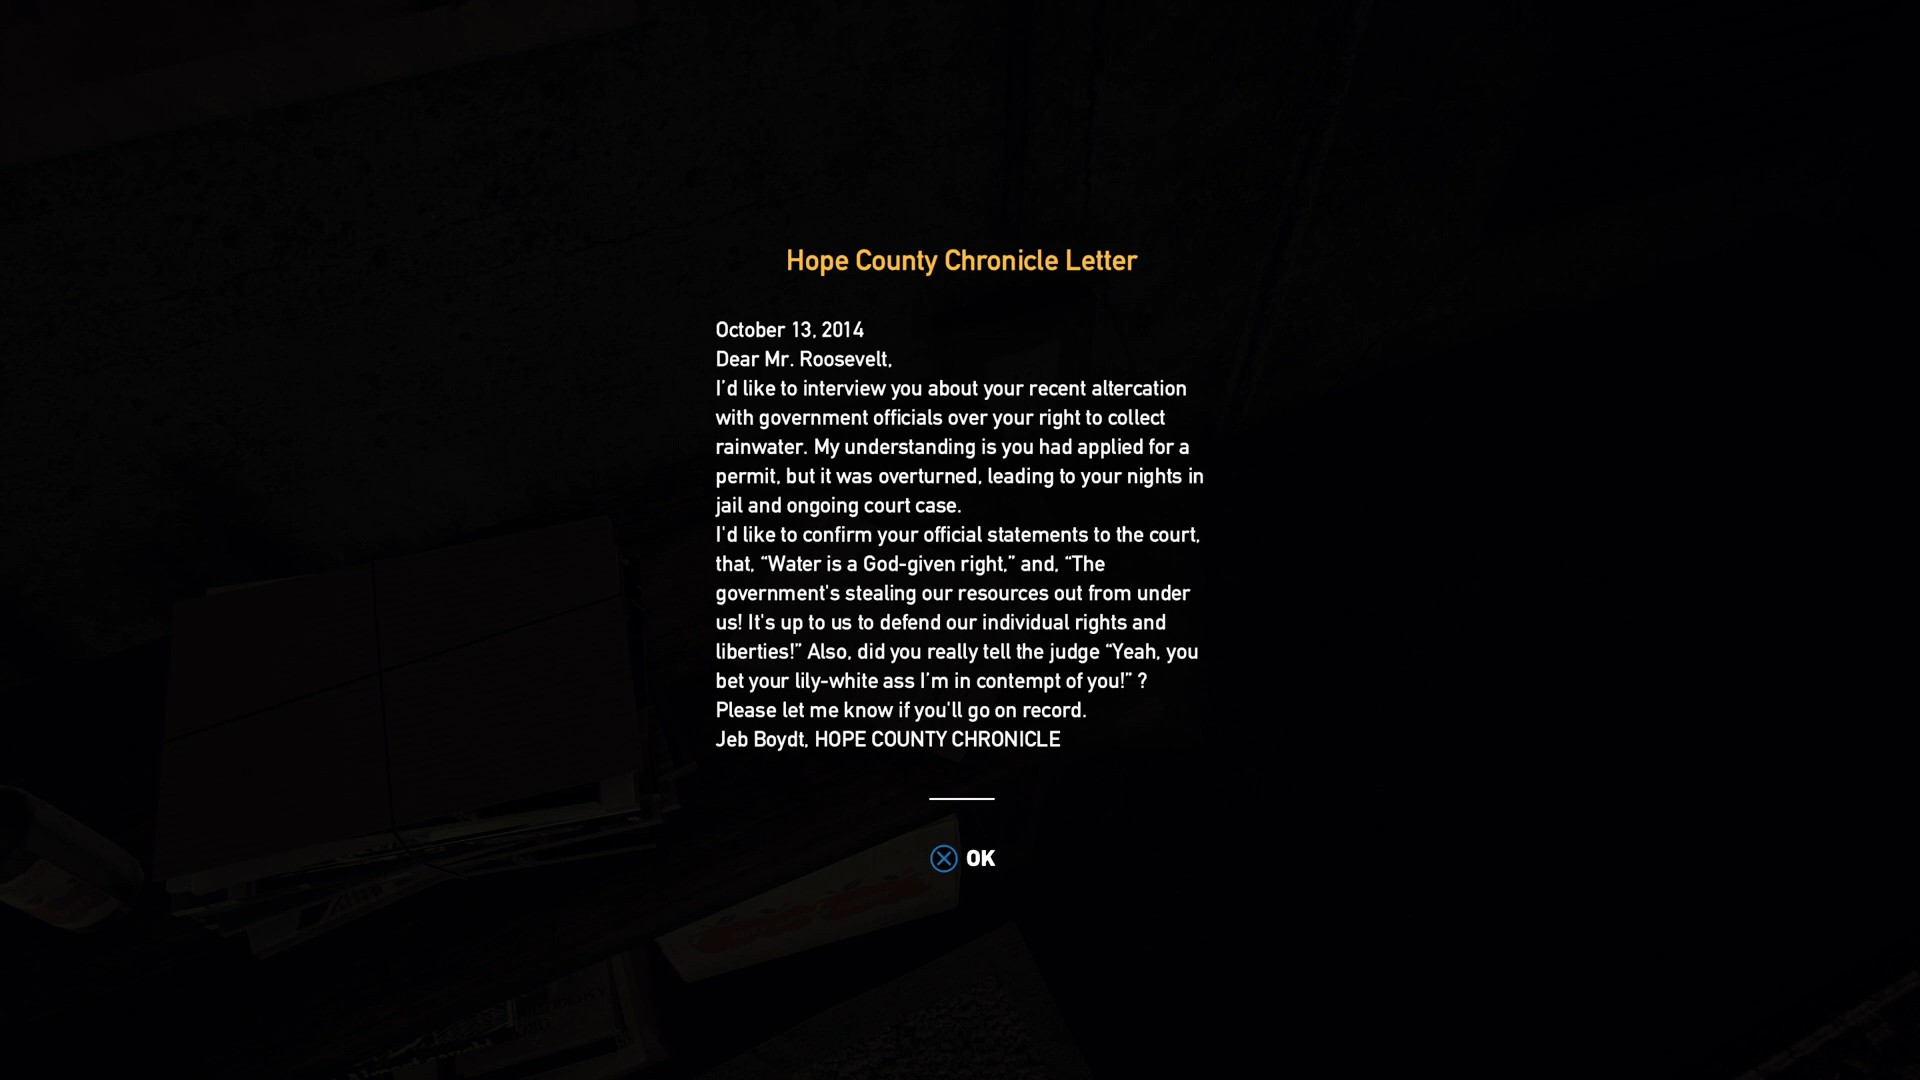 Hope County Chronicle Letter
October 13, 2014
Dear Mr. Roosevelt,
I’d like to interview you about your recent altercation
with government officials over your right to collect
rainwater. My understanding is you had applied for a
permit, but it was overturned, leading to your nights in
jail and ongoing court case.
I'd like to confirm your official statements to the court,
that, “Water is a God-given right,” and, “The
government's stealing our resources out from under
us! It's up to us to defend our individual rights and
liberties!” Also, did you really tell the judge “Yeah, you
bet your lily-white ass I’m in contempt of you!” ?
Please let me know if you'll go on record.
Jeb Boydt, HOPE COUNTY CHRONICLE
OK